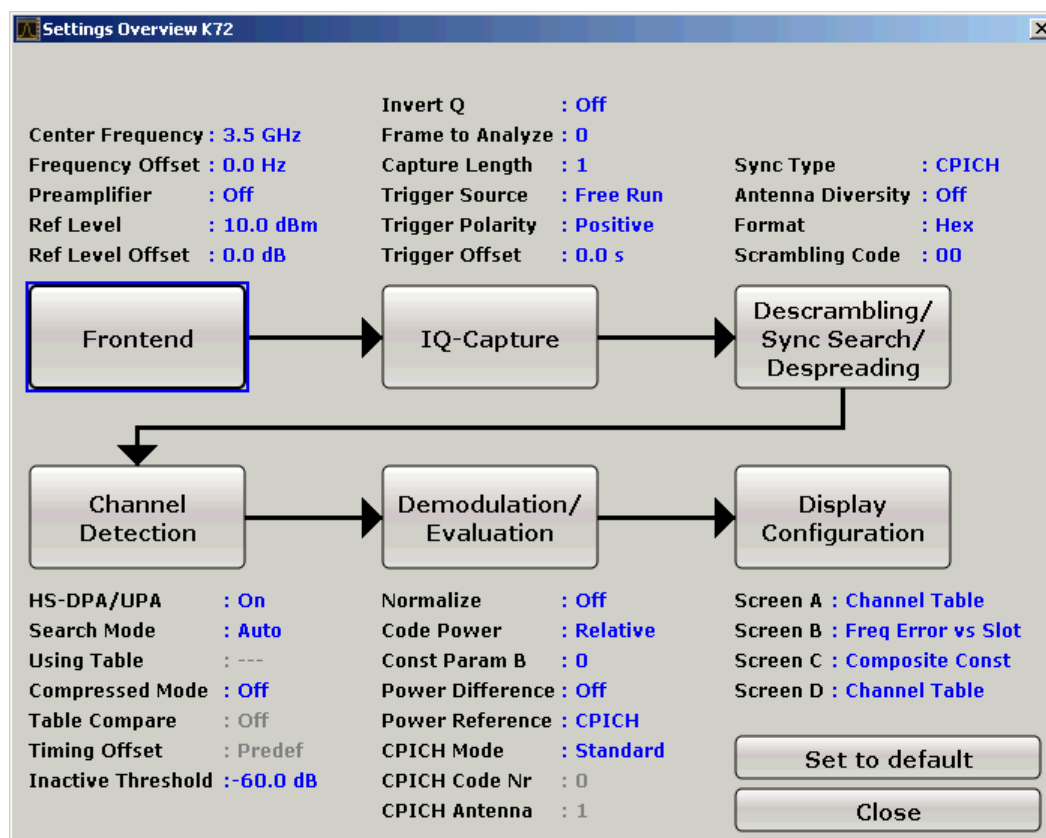 Settings Overview K72
Center Frequency : 3.5 GHz
Frequency Offset : 0.0 Hz
Preamplifier : Off
Ref Level : 10.0 dBm
Ref Level Offset : 0.0 dB
Invert Q : Off
Frame to Analyze : 0
Capture Length : 1
Trigger Source : Free Run
Trigger Polarity : Positive
Trigger Offset : 0.0 s
Sync Type : CPICH
Antenna Diversity : Off
Format : Hex
Scrambling Code : 00
Frontend
IQ-Capture
Descrambling/
Sync Search/
Despreading
Channel
Detection
Demodulation/
Evaluation
Display
Configuration
HS-DPA/UPA : On
Search Mode : Auto
Using Table : ---
Compressed Mode : Off
Table Compare : Off
Timing Offset : Predef
Inactive Threshold :-60.0 dB
Normalize : Off
Code Power : Relative
Const Param B : 0
Power Difference : Off
Power Reference : CPICH
CPICH Mode : Standard
CPICH Code Nr : 0
CPICH Antenna : 1
Screen A : Channel Table
Screen B : Freq Error vs Slot
Screen C : Composite Const
Screen D : Channel Table
Set to default
Close